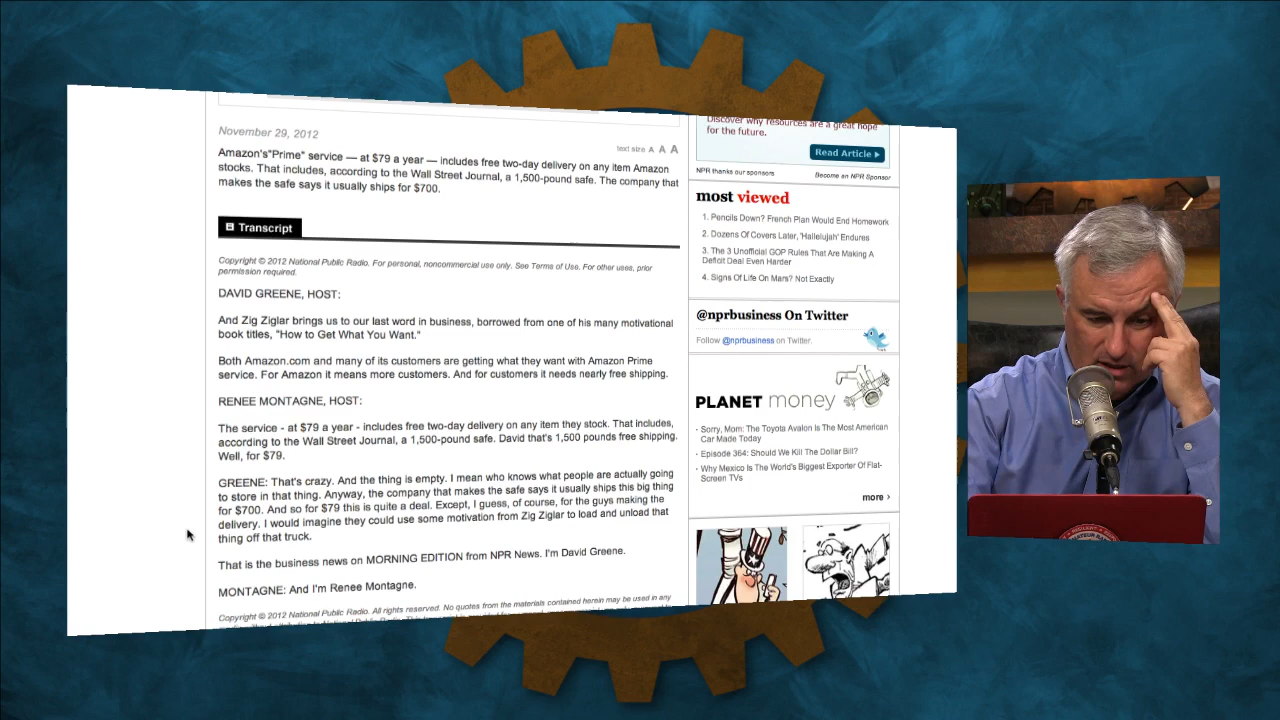 November 29, 2012
text size A A A
Amazon's"Prime" service — at $79 a year — includes free two-day delivery on any item Amazon
stocks. That includes, according to the Wall Street Journal, a 1,500-pound safe. The company that
makes the safe says it usually ships for $700.
Transcript
Copyright © 2012 National Public Radio. For personal, noncommercial use only. See Terms of Use. For other uses, prior
permission required.
DAVID GREENE, HOST:
And Zig Ziglar brings us to our last word in business, borrowed from one of his many motivational
book titles, "How to Get What You Want."
Both Amazon.com and many of its customers are getting what they want with Amazon Prime
service. For Amazon it means more customers. And for customers it needs nearly free shipping.
RENEE MONTAGNE, HOST:
The service - at $79 a year - includes free two-day delivery on any item they stock. That includes,
according to the Wall Street Journal, a 1,500-pound safe. David that's 1,500 pounds free shipping.
Well, for $79.
GREENE: That's crazy. And the thing is empty. I mean who knows what people are actually going
to store in that thing. Anyway, the company that makes the safe says it usually ships this big thing
for $700. And so for $79 this is quite a deal. Except, I guess, of course, for the guys making the
delivery. I would imagine they could use some motivation from Zig Ziglar to load and unload that
thing off that truck.
That is the business news on MORNING EDITION from NPR News. I'm David Greene.
MONTAGNE: And I'm Renee Montagne.
Copyright © 2012 National Public Radio. All rights reserved. No quotes from the materials contained herein may be used in any
Discover why resources are a great hope
for the future.
Read Article
NPR thanks our sponsors
Become an NPR Sponsor
most viewed
1. Pencils Down? French Plan Would End Homework
2. Dozens Of Covers Later, 'Hallelujah' Endures
3. The 3 Unofficial GOP Rules That Are Making A
Deficit Deal Even Harder
4. Signs Of Life On Mars? Not Exactly
@nprbusiness On Twitter
Follow @nprbusiness on Twitter.
PLANET money
· Sorry, Mom: The Toyota Avalon Is The Most American
Car Made Today
· Episode 364: Should We Kill The Dollar Bill?
· Why Mexico Is The World's Biggest Exporter Of Flat-
Screen TVs
more ›